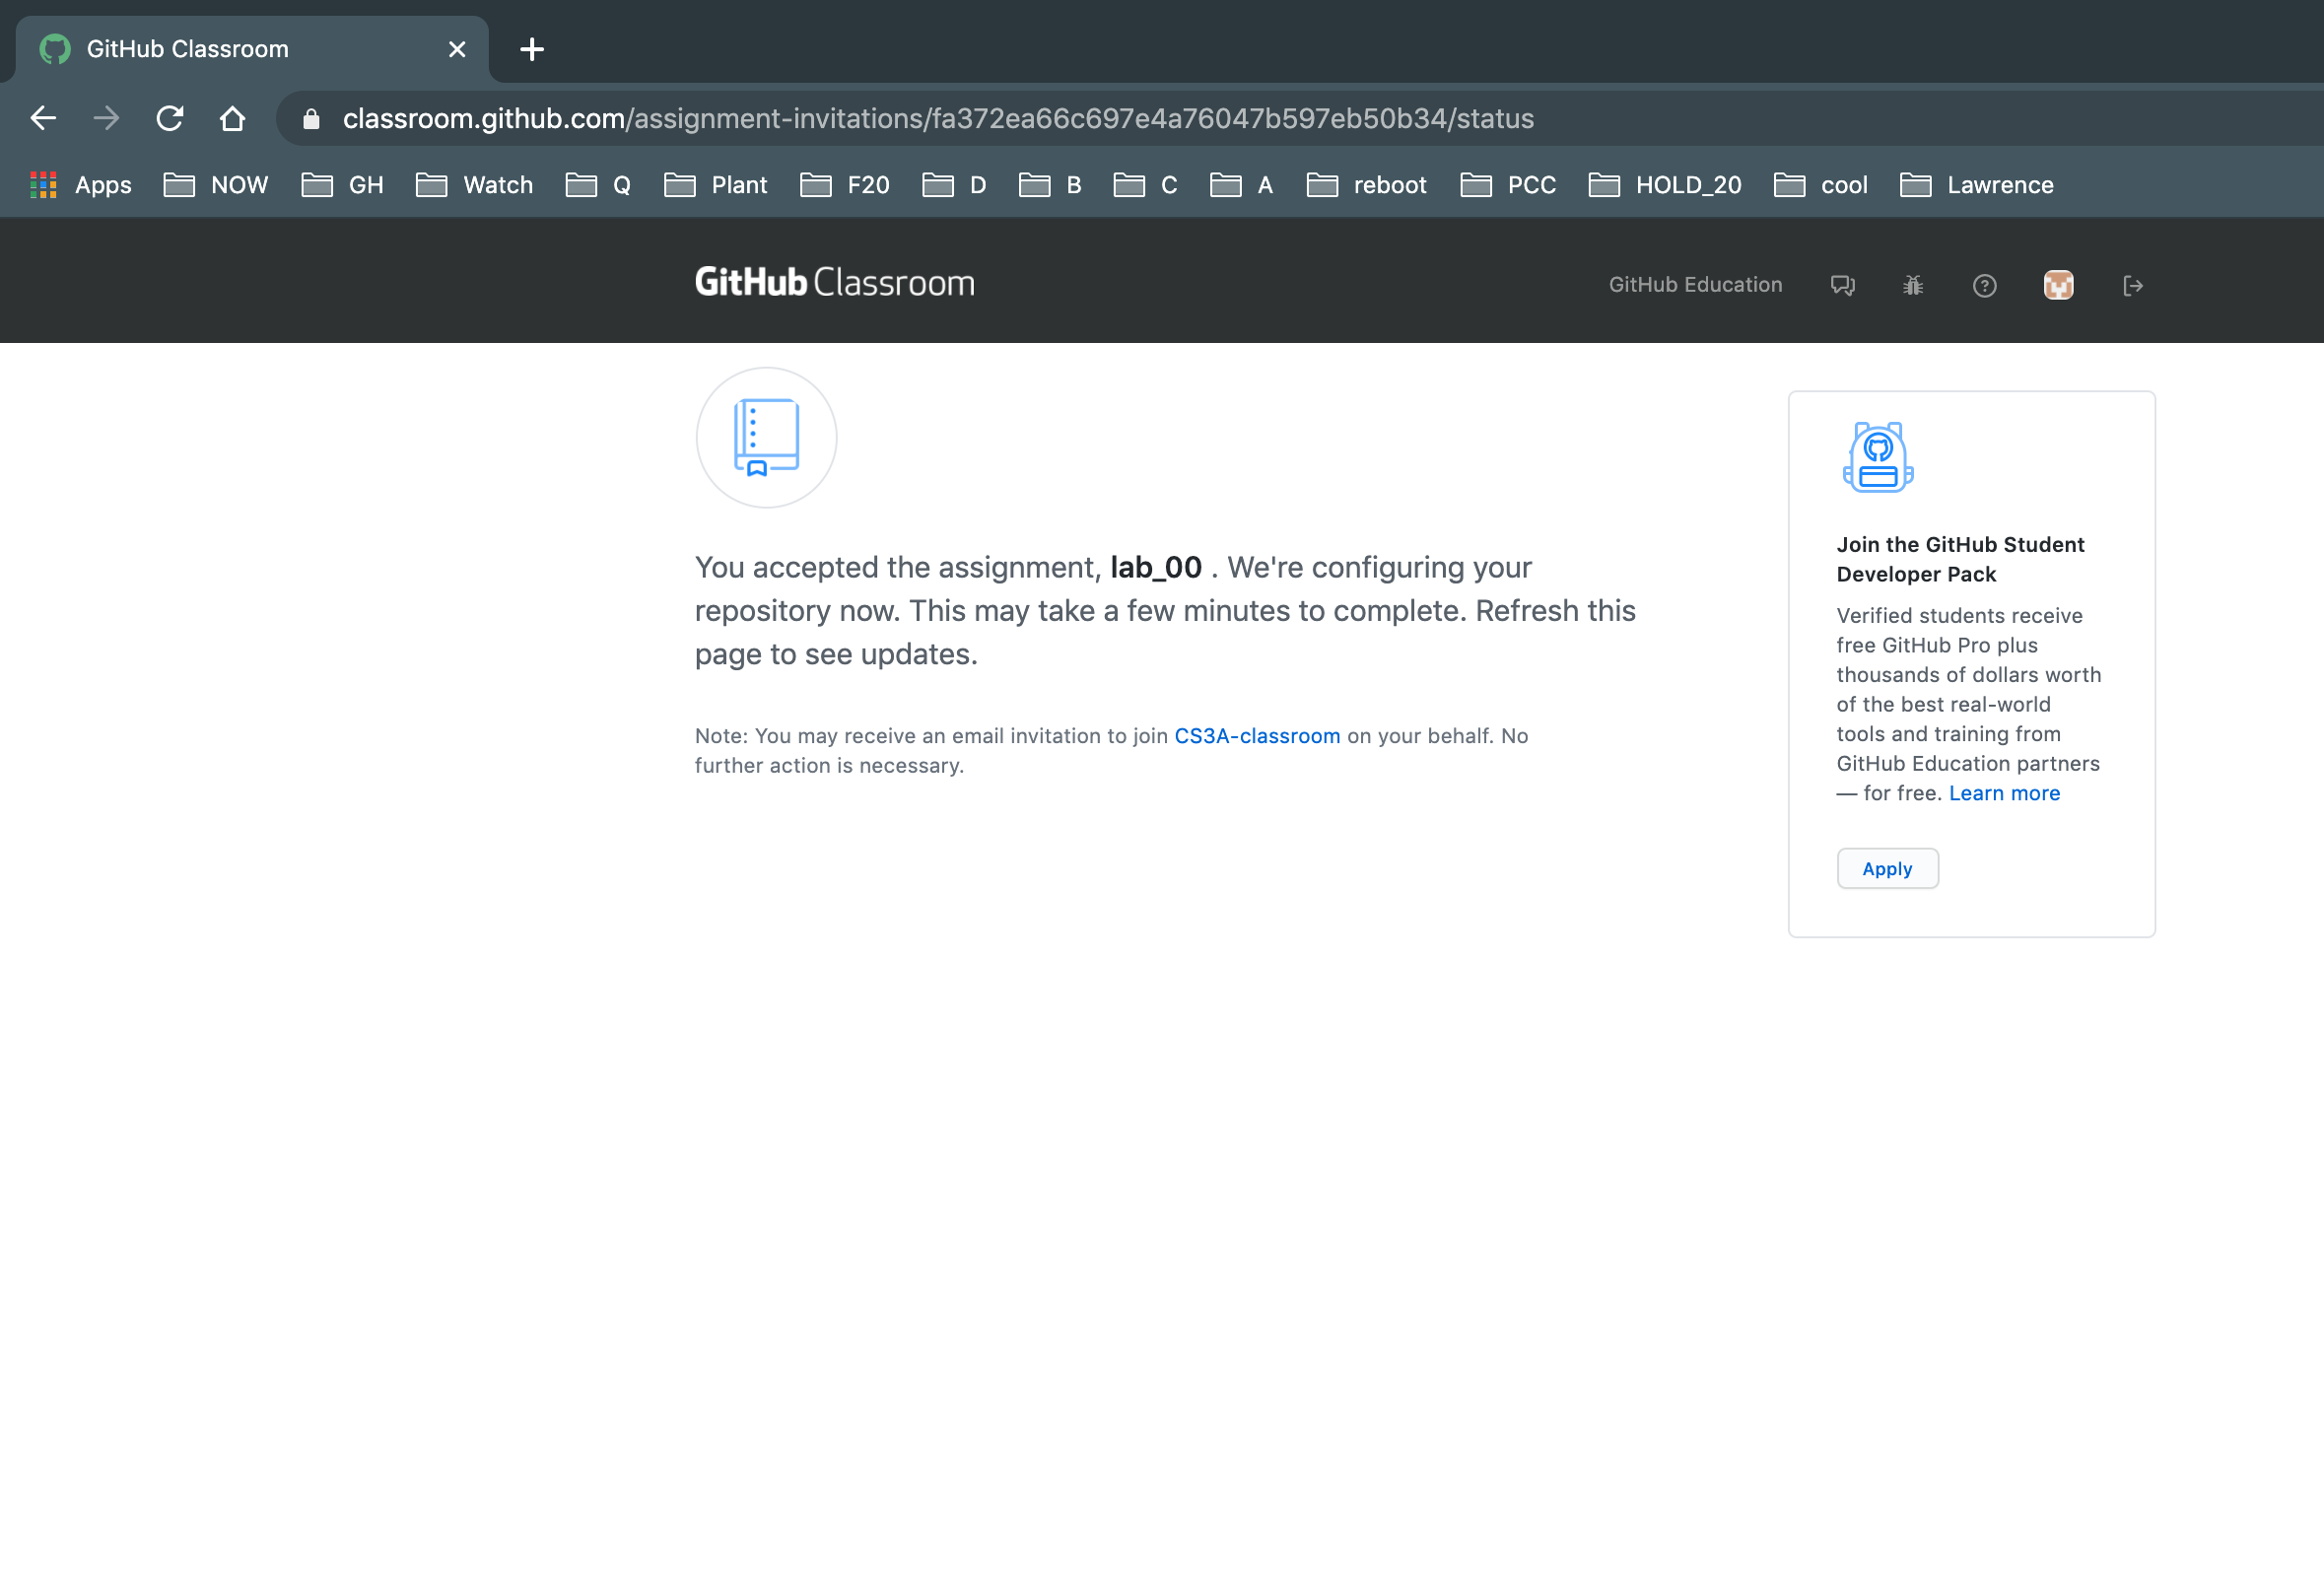 GitHub Classroom
classroom.github.com/assignment-invitations/fa372ea66c697e4a76047b597eb50b34/status
Apps NOW GH Watch Q Plant F20 D B C A reboot PCC HOLD_20 cool Lawrence
GitHub Classroom
GitHub Education
You accepted the assignment, lab_00 . We're configuring your
repository now. This may take a few minutes to complete. Refresh this
page to see updates.
Note: You may receive an email invitation to join CS3A-classroom on your behalf. No
further action is necessary.
Join the GitHub Student
Developer Pack
Verified students receive
free GitHub Pro plus
thousands of dollars worth
of the best real-world
tools and training from
GitHub Education partners
— for free. Learn more
Apply